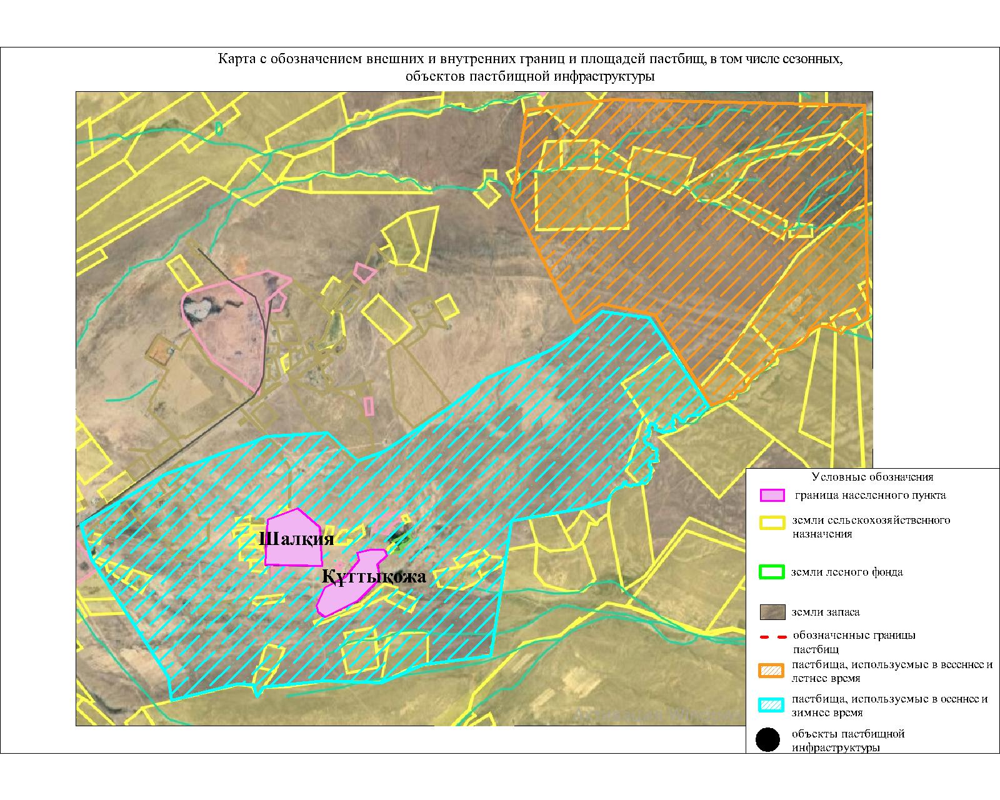 Карта с обозначением внешних и внутренних границ и площадей пастбищ, в том числе сезонных,
объектов пастбищной инфраструктуры
Шалқия
Құттықожа
Условные обозначения
граница населенного пункта
земли сельскохозяйственного
назначения
земли лесного фонда
земли запаса
обозначенные границы
пастбищ
пастбища, используемые в весеннее и
летнее время
пастбища, используемые в осеннее и
зимнее время
объекты пастбищной
инфраструктуры